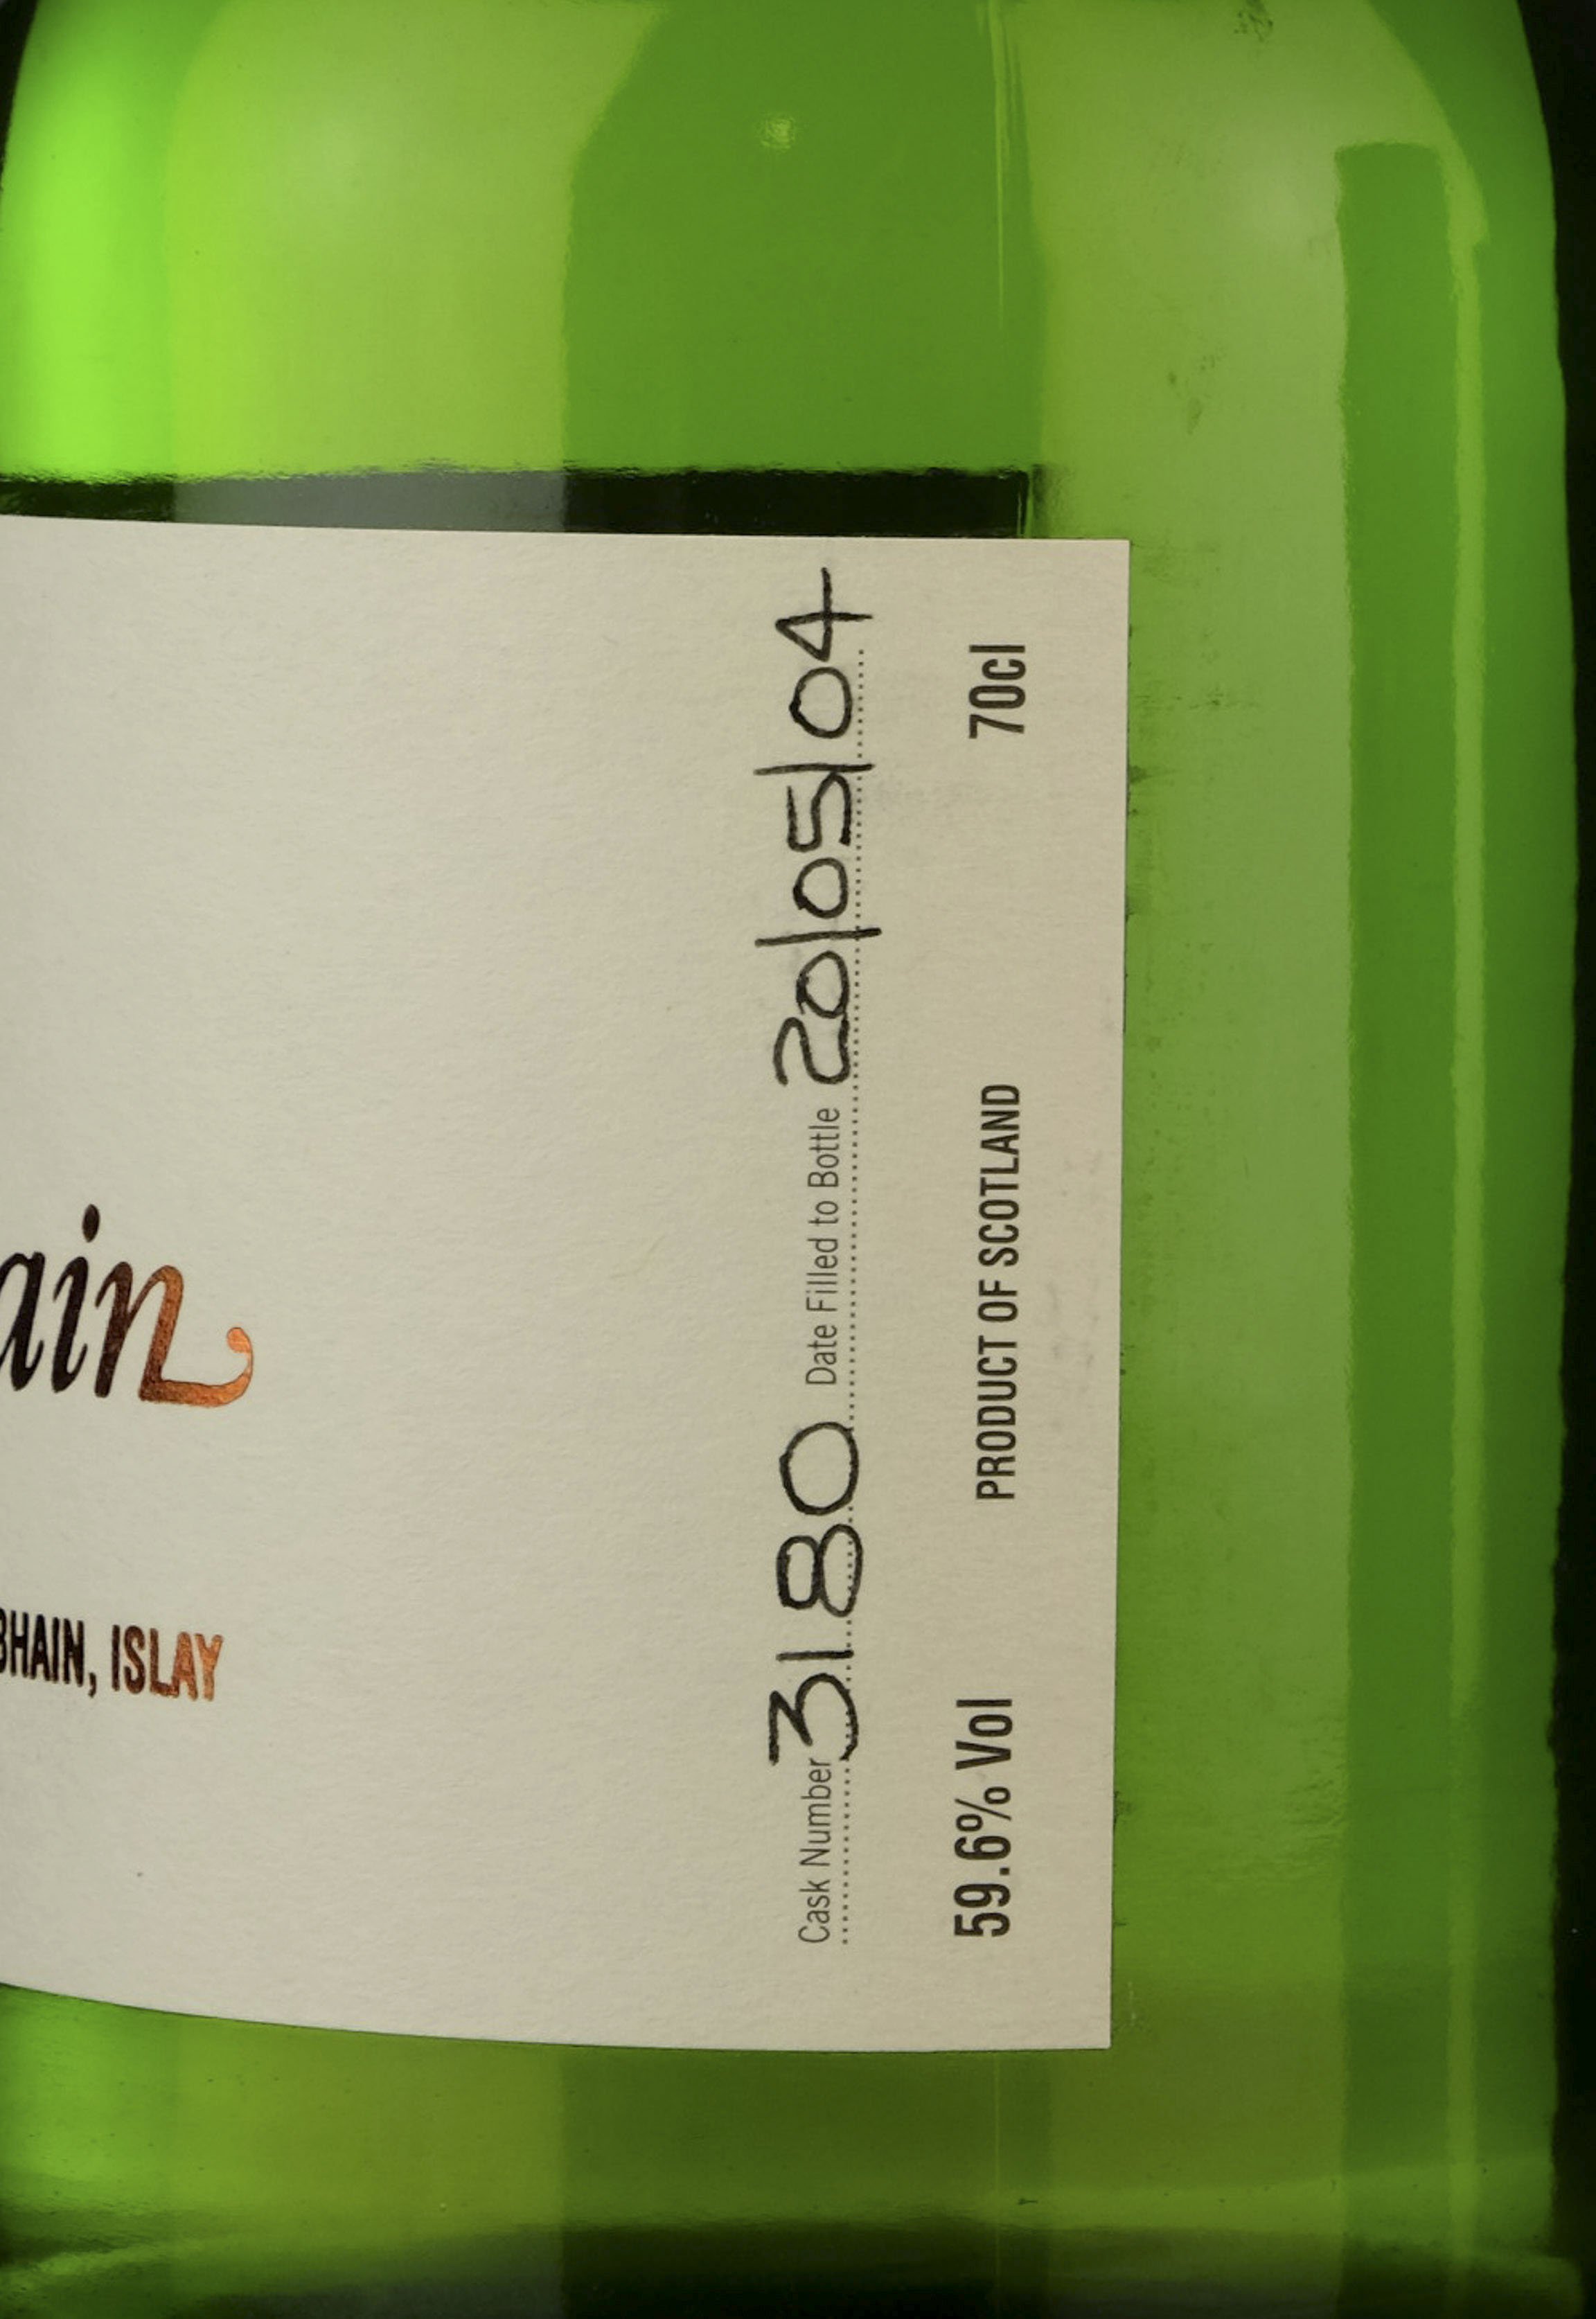 ain
BHAIN, ISLAY
Cask Number 3180 Date Filled to Bottle 20/05/04
59.6% Vol PRODUCT OF SCOTLAND 70cl